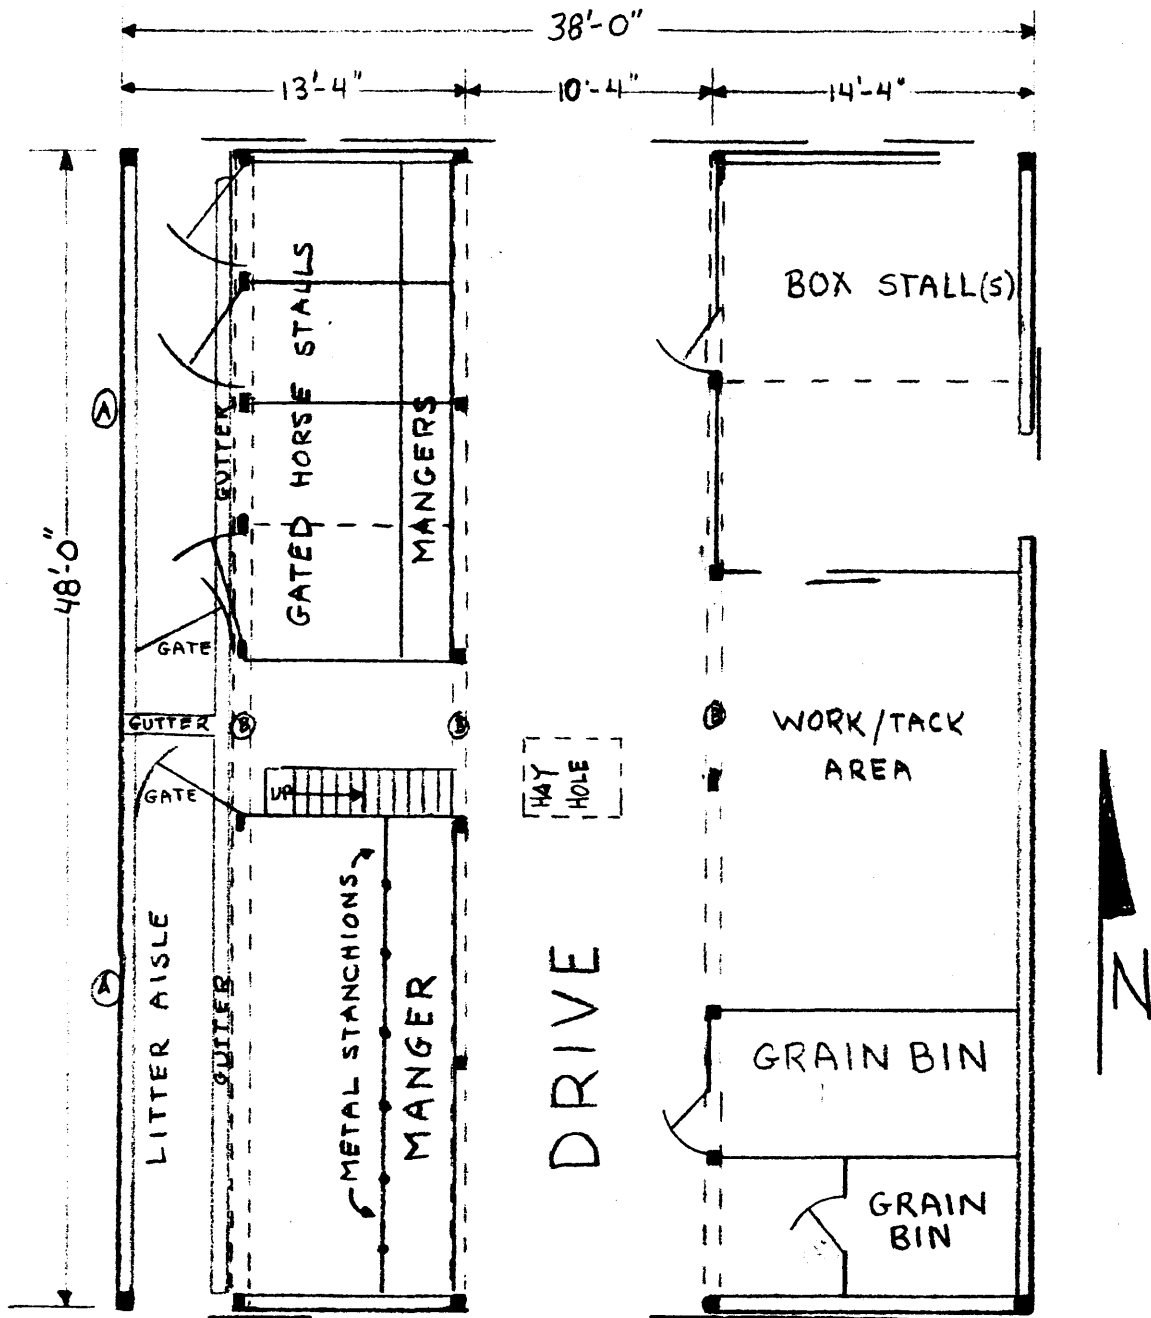 38'-0"
13'-4"
10'-4"
14'-4"
48'-0"
BOX STALL(S)
A
GUTTER
GATED HORSE STALLS
MANGERS
GATE
GUTTER
B
B
B
WORK/TACK
AREA
HAY
HOLE
UP
GATE
LITTER AISLE
GUTTER
METAL STANCHIONS
MANGER
DRIVE
A
N
GRAIN BIN
GRAIN
BIN